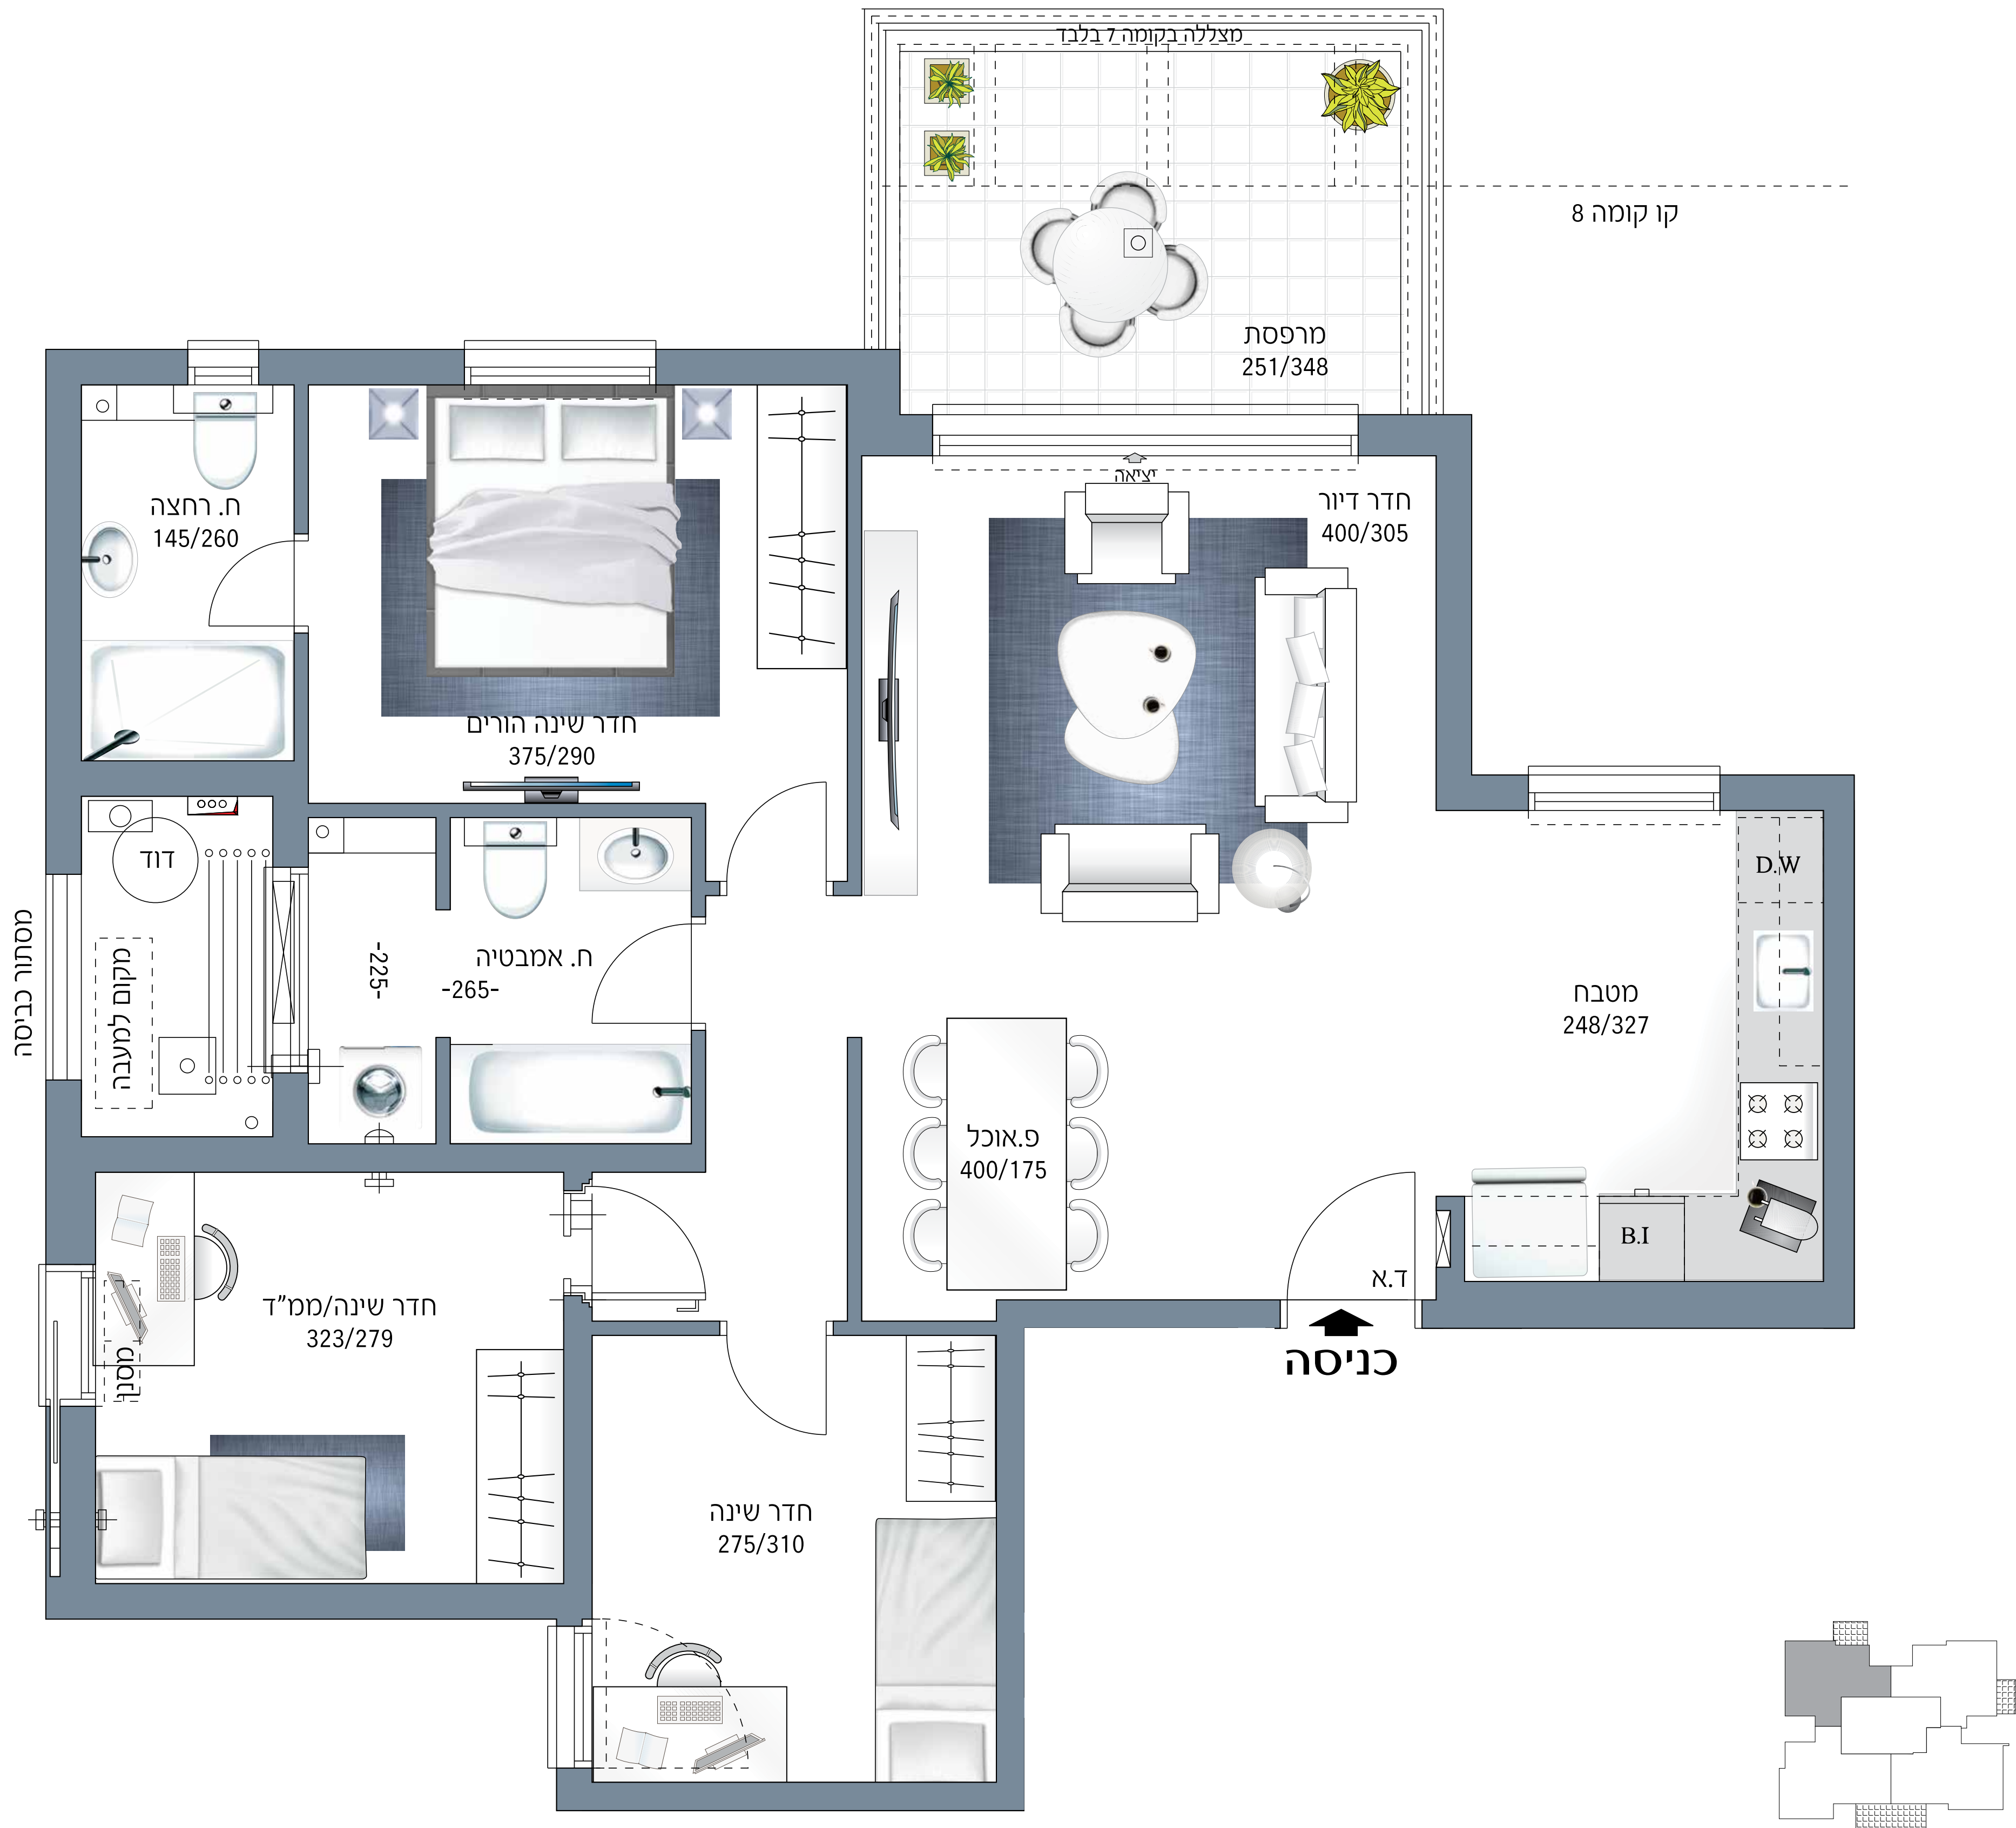 מצללה בקומה 7 בלבד
קו קומה 8
מרפסת
251/348
יציאה
חדר דיור
400/305
ח. רחצה
145/260
חדר שינה הורים
375/290
דוד
D.W
מסתור כביסה
מקום למעבה
-225-
ח. אמבטיה
-265-
מטבח
248/327
פ.אוכל
400/175
B.I
ד.א
כניסה
חדר שינה/ממ"ד
323/279
מסנן
חדר שינה
275/310